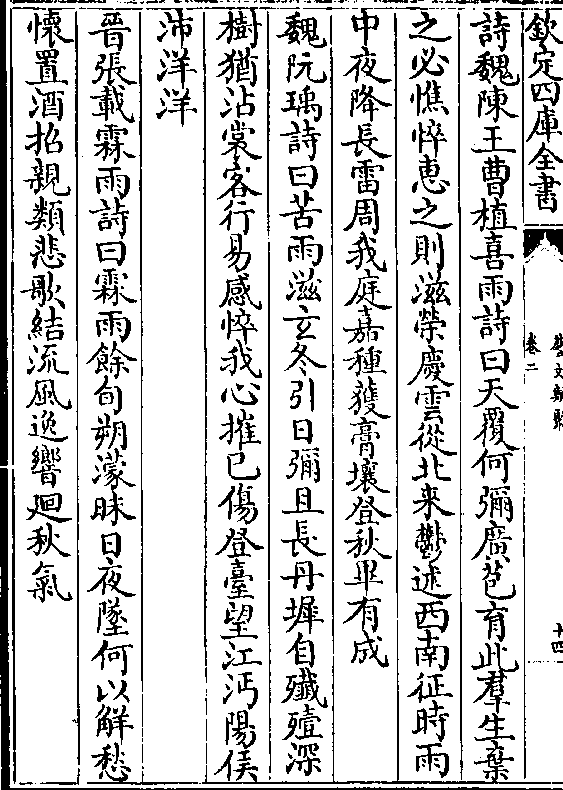 欽定四庫全書
藝文類聚
卷二
十四
詩魏陳王曹植喜雨詩曰天覆何彌廣苞育此羣生棄
之必憔悴惠之則滋榮慶雲從北来鬱述西南征時雨
中夜降長雷周我庭嘉種獲膏壤登秋畢有成
魏阮瑀詩曰苦雨滋玄冬引日彌且長丹墀自殲殪深
樹猶沾裳客行易感悴我心摧已傷登臺望江沔陽侯
沛洋洋
晉張載霖雨詩曰霖雨餘旬朔濛昧日夜墜何以解愁
懷置酒招親類悲歌結流風逸響廻秋氣